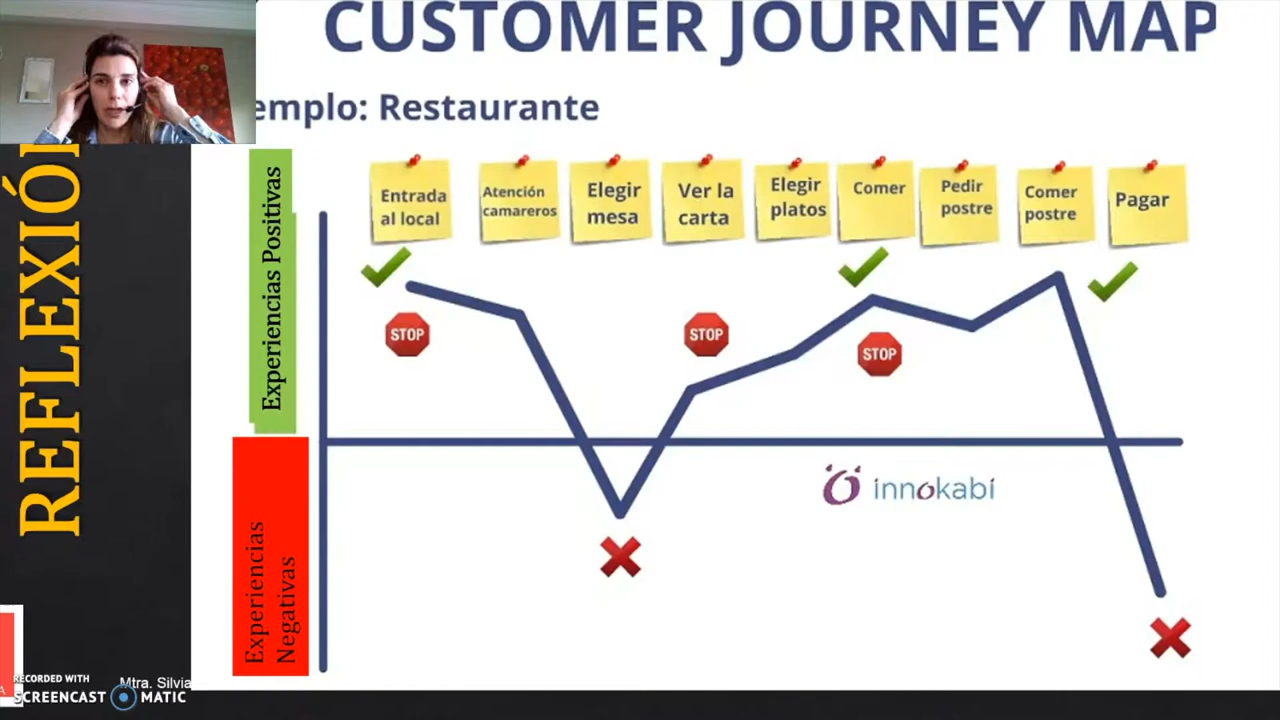 CUSTOMER JOURNEY MAP
emplo: Restaurante
REFLEXIÓN
Experiencias Positivas
Experiencias
Negativas
Entrada
al local
Atención
camareros
Elegir
mesa
Ver la
carta
Elegir
platos
Comer
Pedir
postre
Comer
postre
Pagar
STOP
STOP
STOP
innokabi
Mtra. Silvia
A
RECORDED WITH
SCREENCAST MATIC